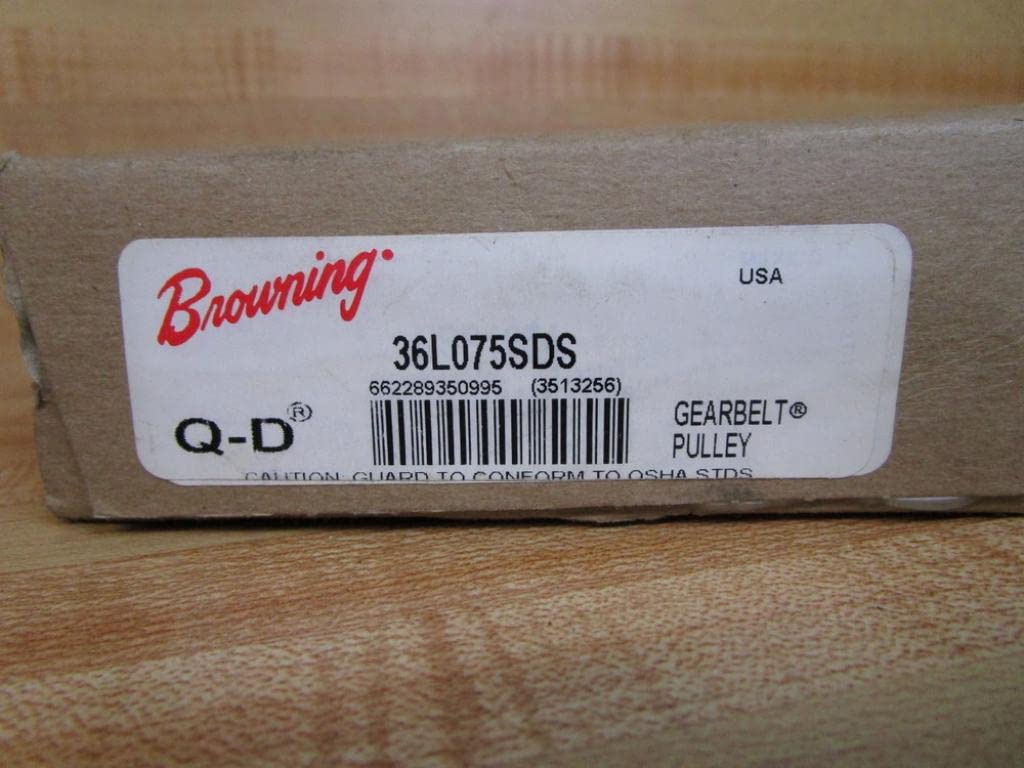 Browning
USA
36L075SDS
662289350995 (3513256)
Q-D®
GEARBELT®
PULLEY
CAUTION: GUARD TO CONFORM TO OSHA STDS